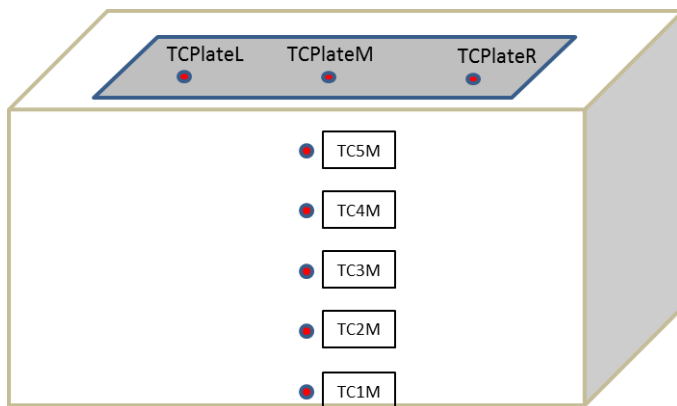 TCPlateL
TCPlateM
TCPlateR
TC5M
TC4M
TC3M
TC2M
TC1M